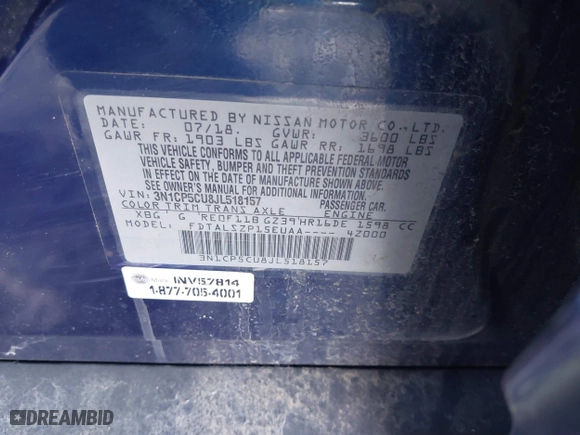 MANUFACTURED BY NISSAN MOTOR CO.,LTD.
DATE: 07/18. GVWR: 3600 LBS
GAWR FR: 1903 LBS GAWR RR: 1698 LBS
THIS VEHICLE CONFORMS TO ALL APPLICABLE FEDERAL MOTOR
VEHICLE SAFETY, BUMPER AND THEFT PREVENTION STANDARDS
IN EFFECT ON THE DATE OF MANUFACTURE SHOWN ABOVE.
SEE OWNER'S MANUAL FOR ADDITIONAL INFORMATION.
VIN: 3N1CP5CU8JL518157 PASSENGER CAR.
COLOR TRIM TRANS AXLE ENGINE
XBG G RE0F11B GZ39 HR16DE 1598 CC
MODEL: FDTALSZP15EUAA---- 42000
3N1CP5CU8JL518157
INV57814
1-877-705-4001
DREAMBID